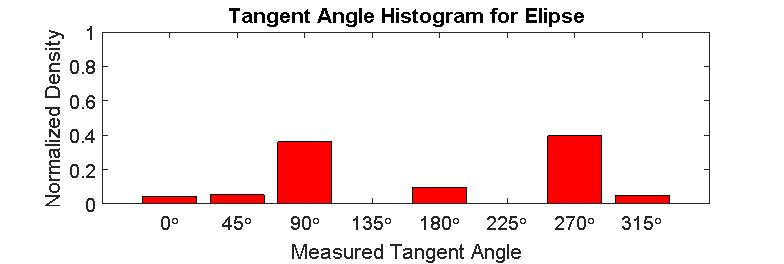 Tangent Angle Histogram for Elipse
Normalized Density
1
0.8
0.6
0.4
0.2
0
0° 45° 90° 135° 180° 225° 270° 315°
Measured Tangent Angle